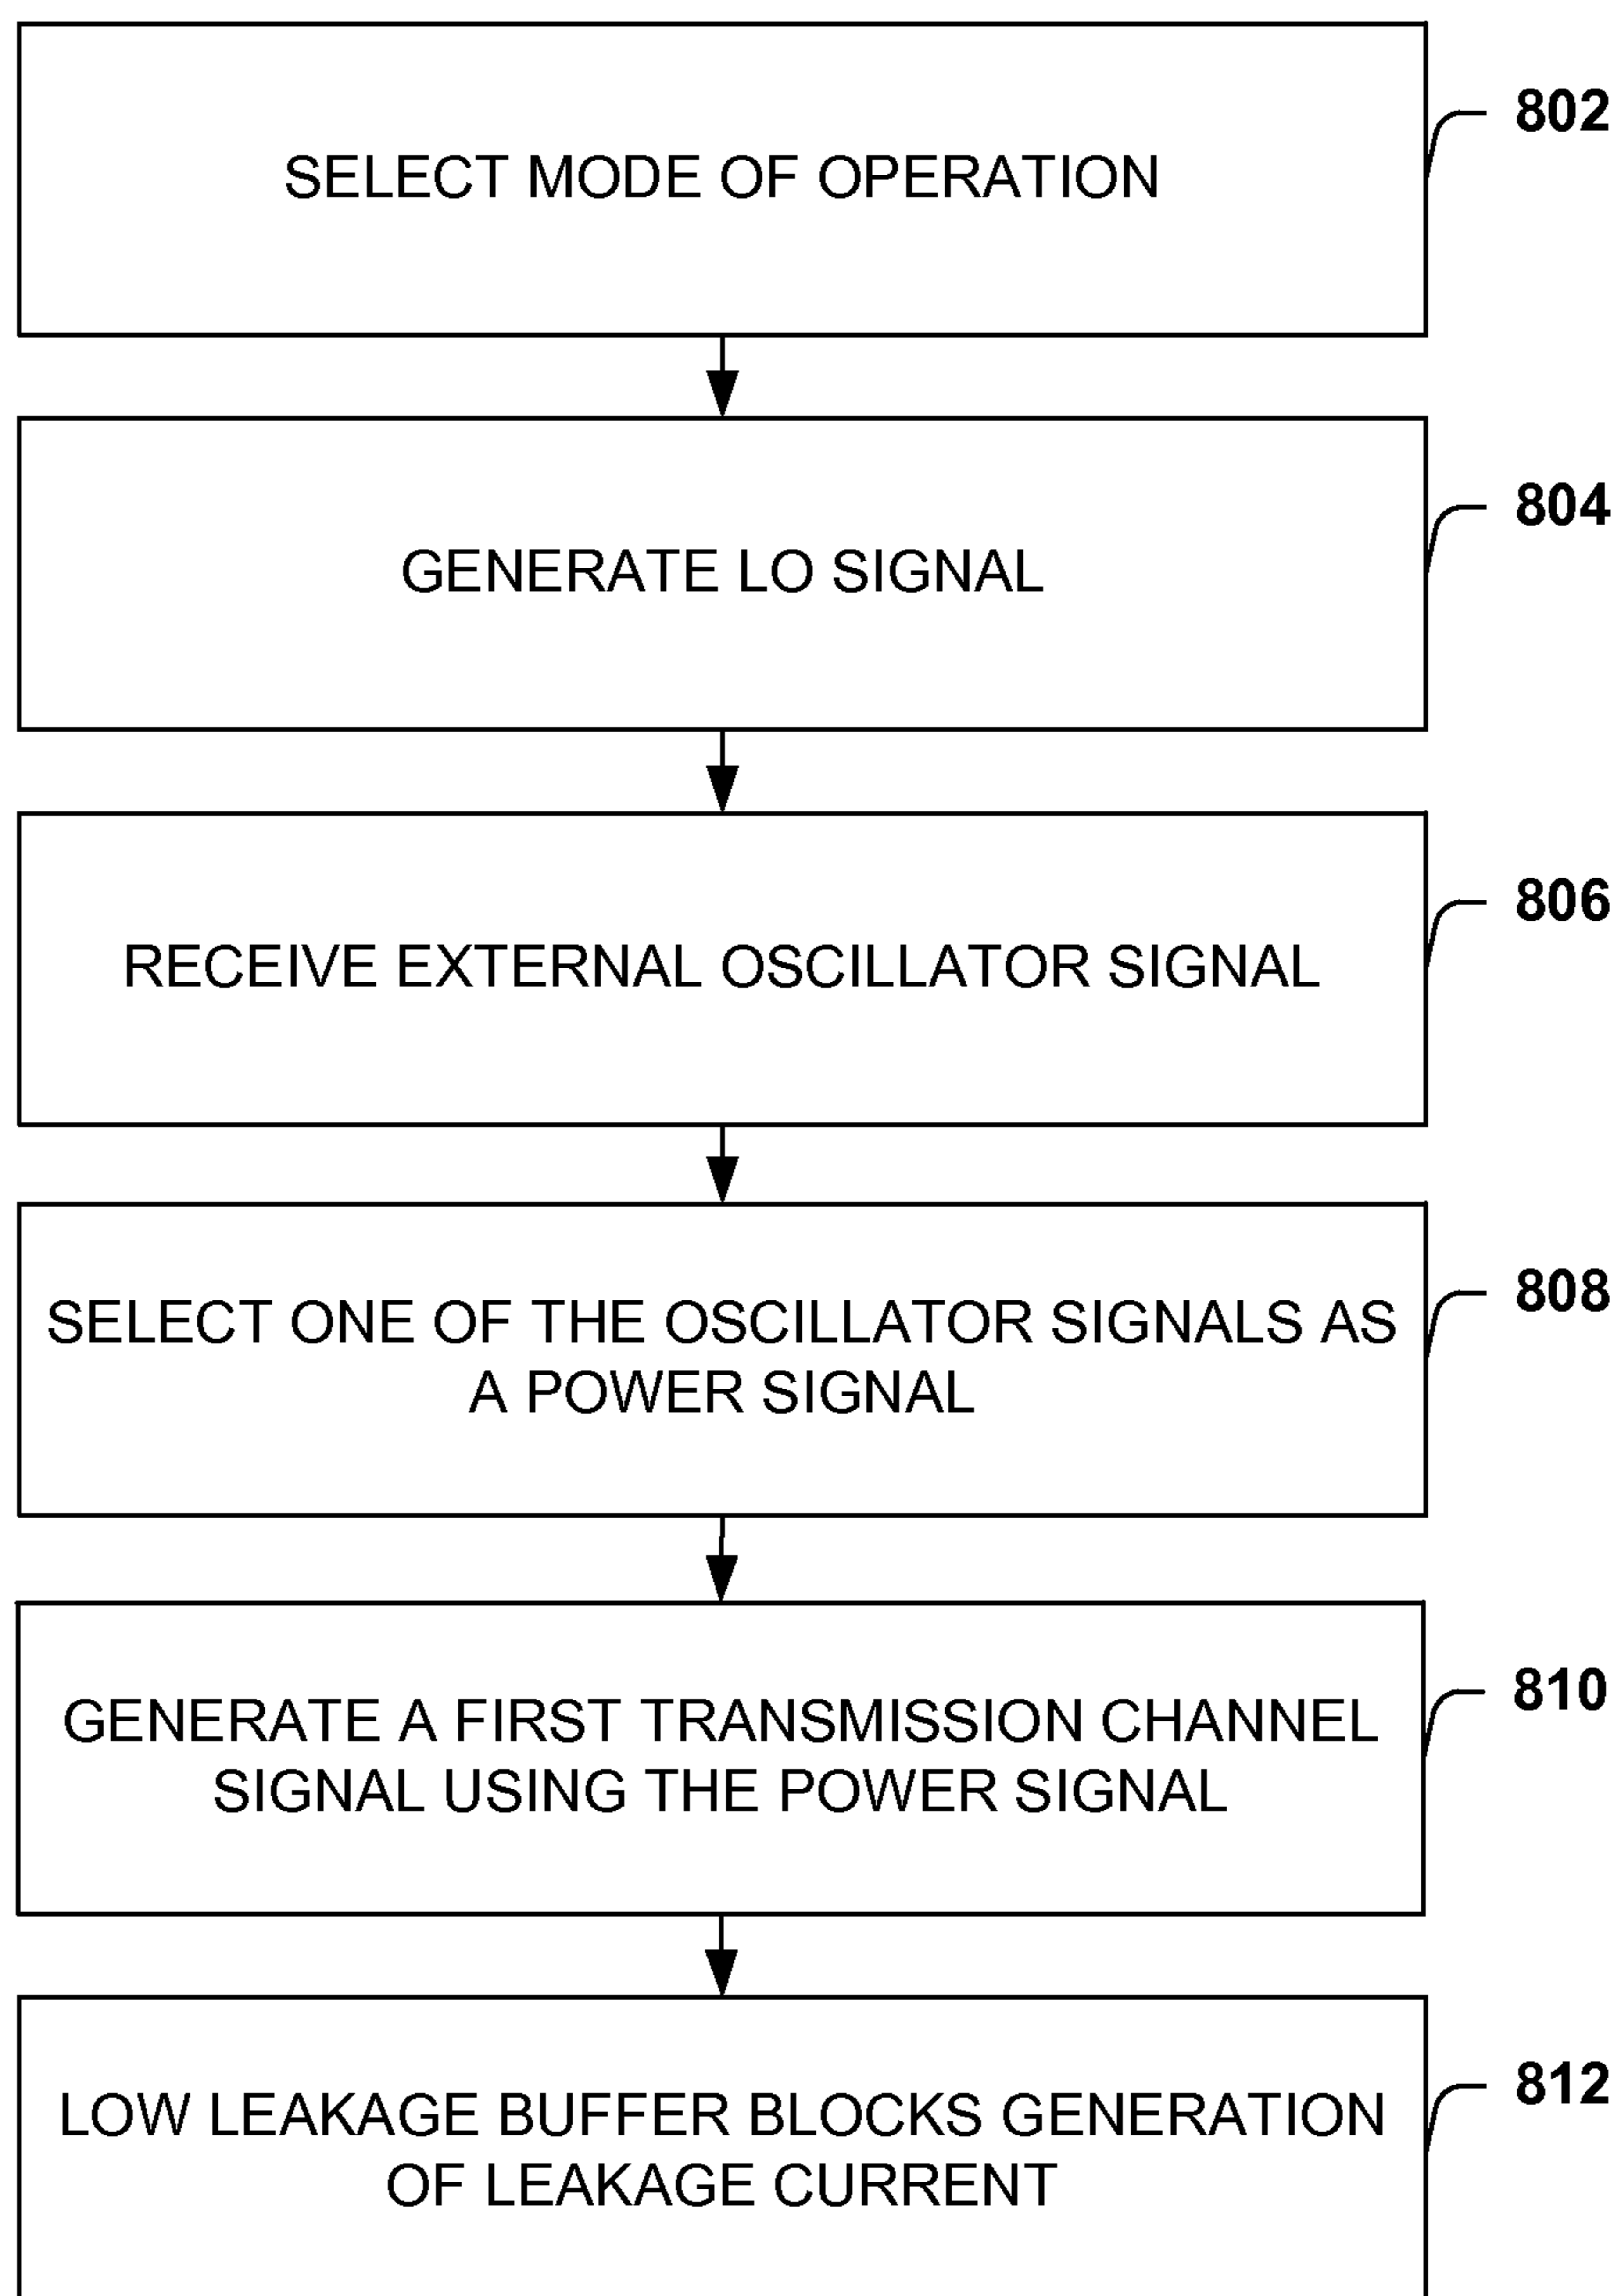 802
SELECT MODE OF OPERATION
804
GENERATE LO SIGNAL
806
RECEIVE EXTERNAL OSCILLATOR SIGNAL
808
SELECT ONE OF THE OSCILLATOR SIGNALS AS
A POWER SIGNAL
810
GENERATE A FIRST TRANSMISSION CHANNEL
SIGNAL USING THE POWER SIGNAL
812
LOW LEAKAGE BUFFER BLOCKS GENERATION
OF LEAKAGE CURRENT